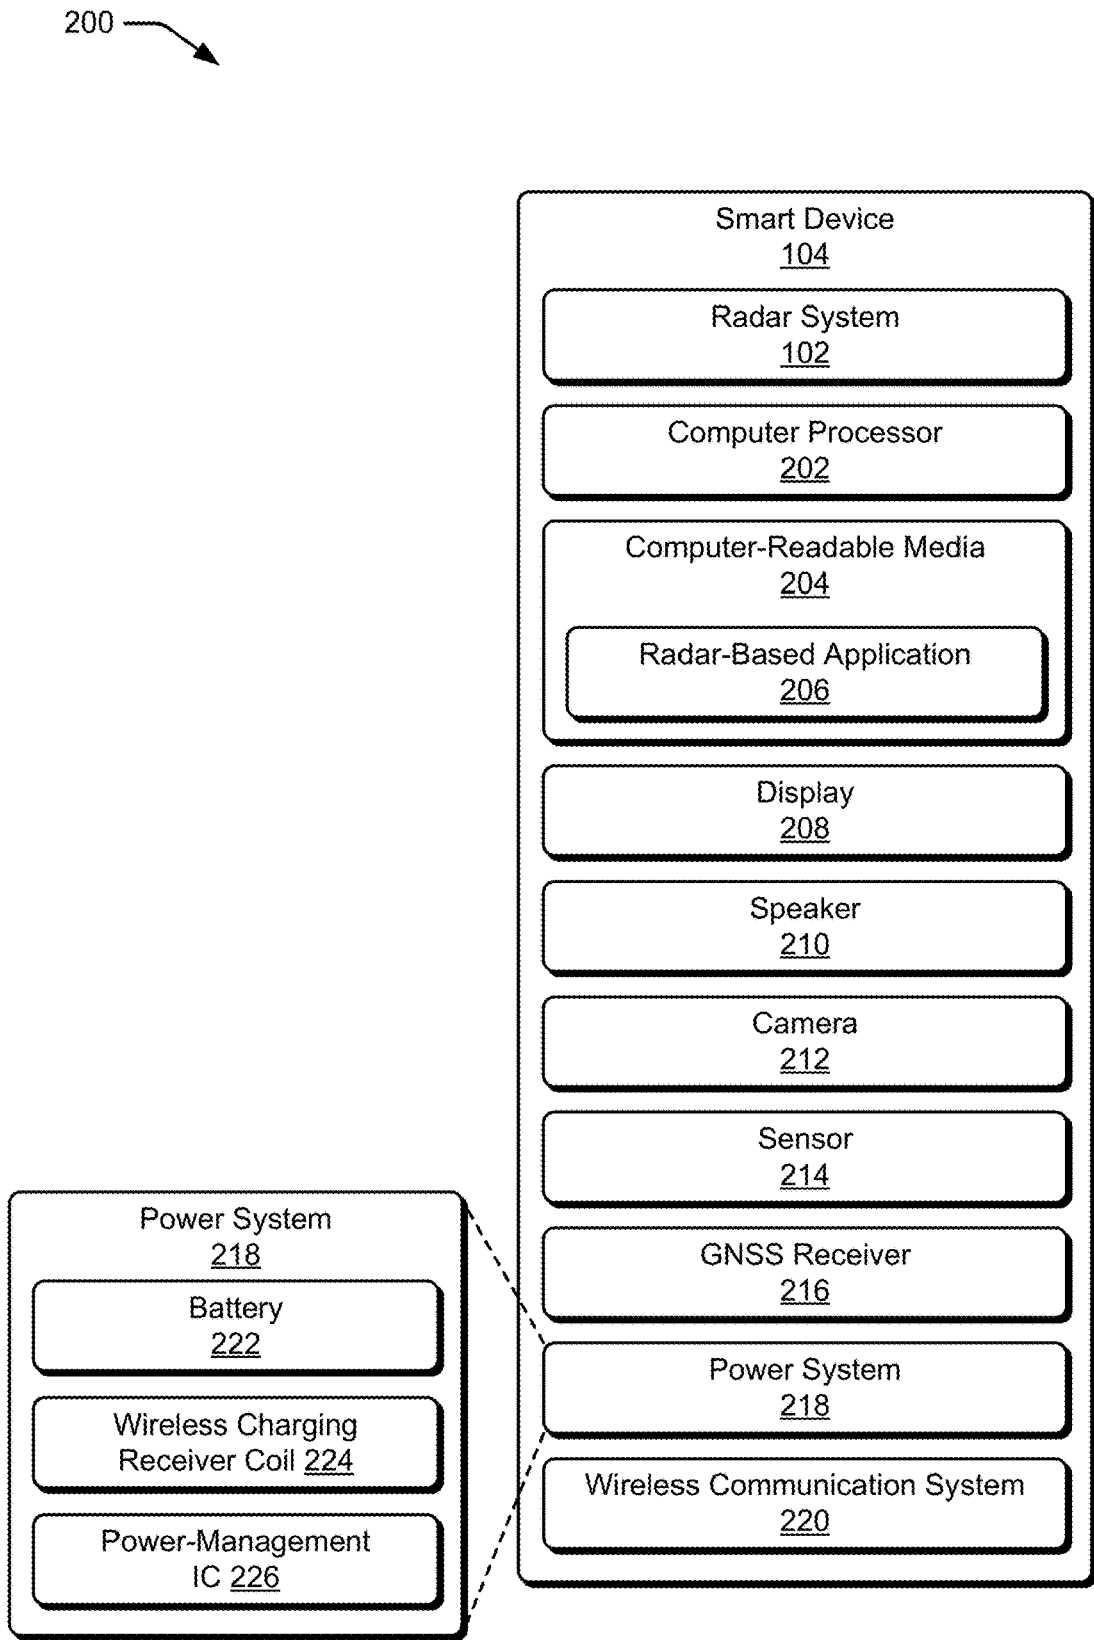 200
Smart Device
104
Radar System
102
Computer Processor
202
Computer-Readable Media
204
Radar-Based Application
206
Display
208
Speaker
210
Camera
212
Sensor
214
GNSS Receiver
216
Power System
218
Wireless Communication System
220
Power System
218
Battery
222
Wireless Charging
Receiver Coil 224
Power-Management
IC 226